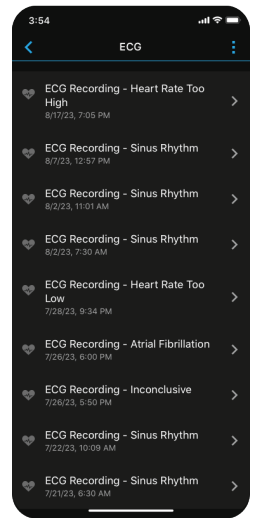 3:54
ECG
ECG Recording - Heart Rate Too
High
8/17/23, 7:05 PM
ECG Recording - Sinus Rhythm
8/7/23, 12:57 PM
ECG Recording - Sinus Rhythm
8/2/23, 11:01 AM
ECG Recording - Sinus Rhythm
8/2/23, 7:30 AM
ECG Recording - Heart Rate Too
Low
7/28/23, 9:34 PM
ECG Recording - Atrial Fibrillation
7/26/23, 6:00 PM
ECG Recording - Inconclusive
7/26/23, 5:50 PM
ECG Recording - Sinus Rhythm
7/22/23, 10:09 AM
ECG Recording - Sinus Rhythm
7/21/23, 6:30 AM